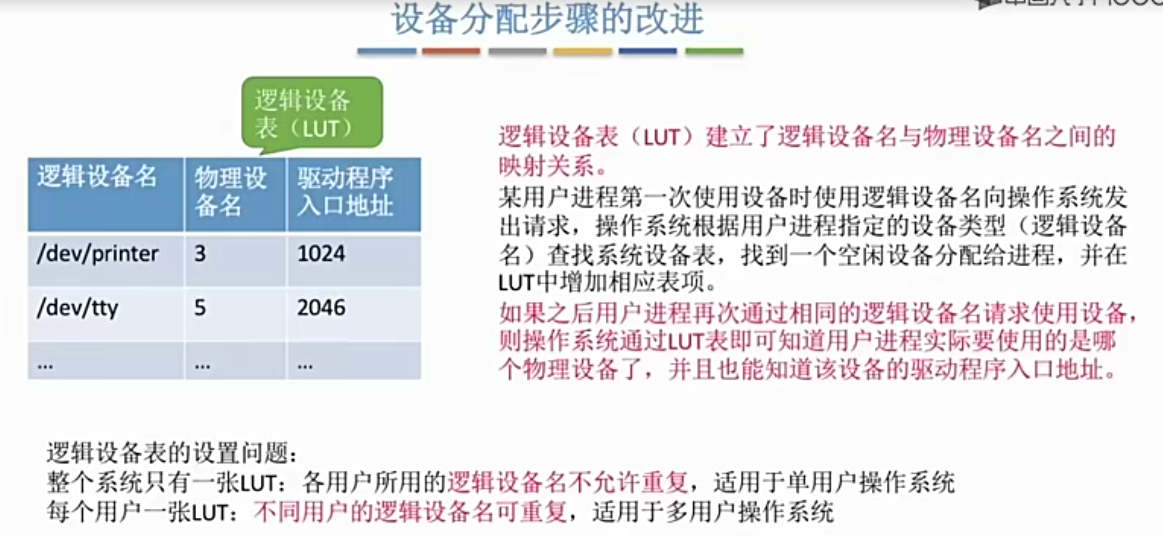 设备分配步骤的改进
逻辑设备
表（LUT）
逻辑设备名
物理设
备名
驱动程序
入口地址
/dev/printer 3 1024
/dev/tty 5 2046
... ... ...
逻辑设备表（LUT）建立了逻辑设备名与物理设备名之间的
映射关系。
某用户进程第一次使用设备时使用逻辑设备名向操作系统发
出请求，操作系统根据用户进程指定的设备类型（逻辑设备
名）查找系统设备表，找到一个空闲设备分配给进程，并在
LUT中增加相应表项。
如果之后用户进程再次通过相同的逻辑设备名请求使用设备，
则操作系统通过LUT表即可知道用户进程实际要使用的是哪
个物理设备了，并且也能知道该设备的驱动程序入口地址。
逻辑设备表的设置问题：
整个系统只有一张LUT：各用户所用的逻辑设备名不允许重复，适用于单用户操作系统
每个用户一张LUT：不同用户的逻辑设备名可重复，适用于多用户操作系统